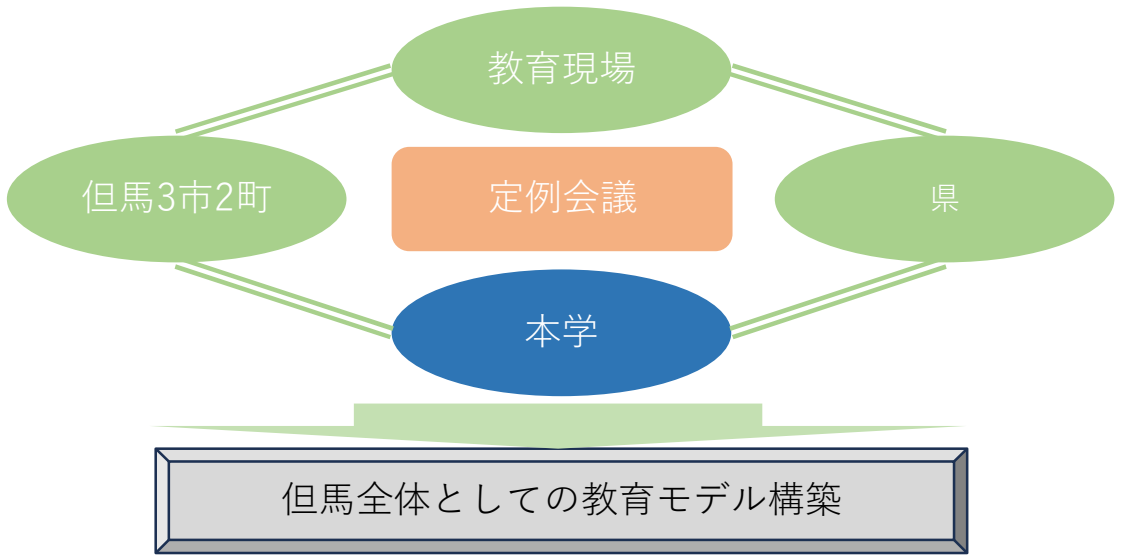 教育現場
但馬3市2町
定例会議
県
本学
但馬全体としての教育モデル構築